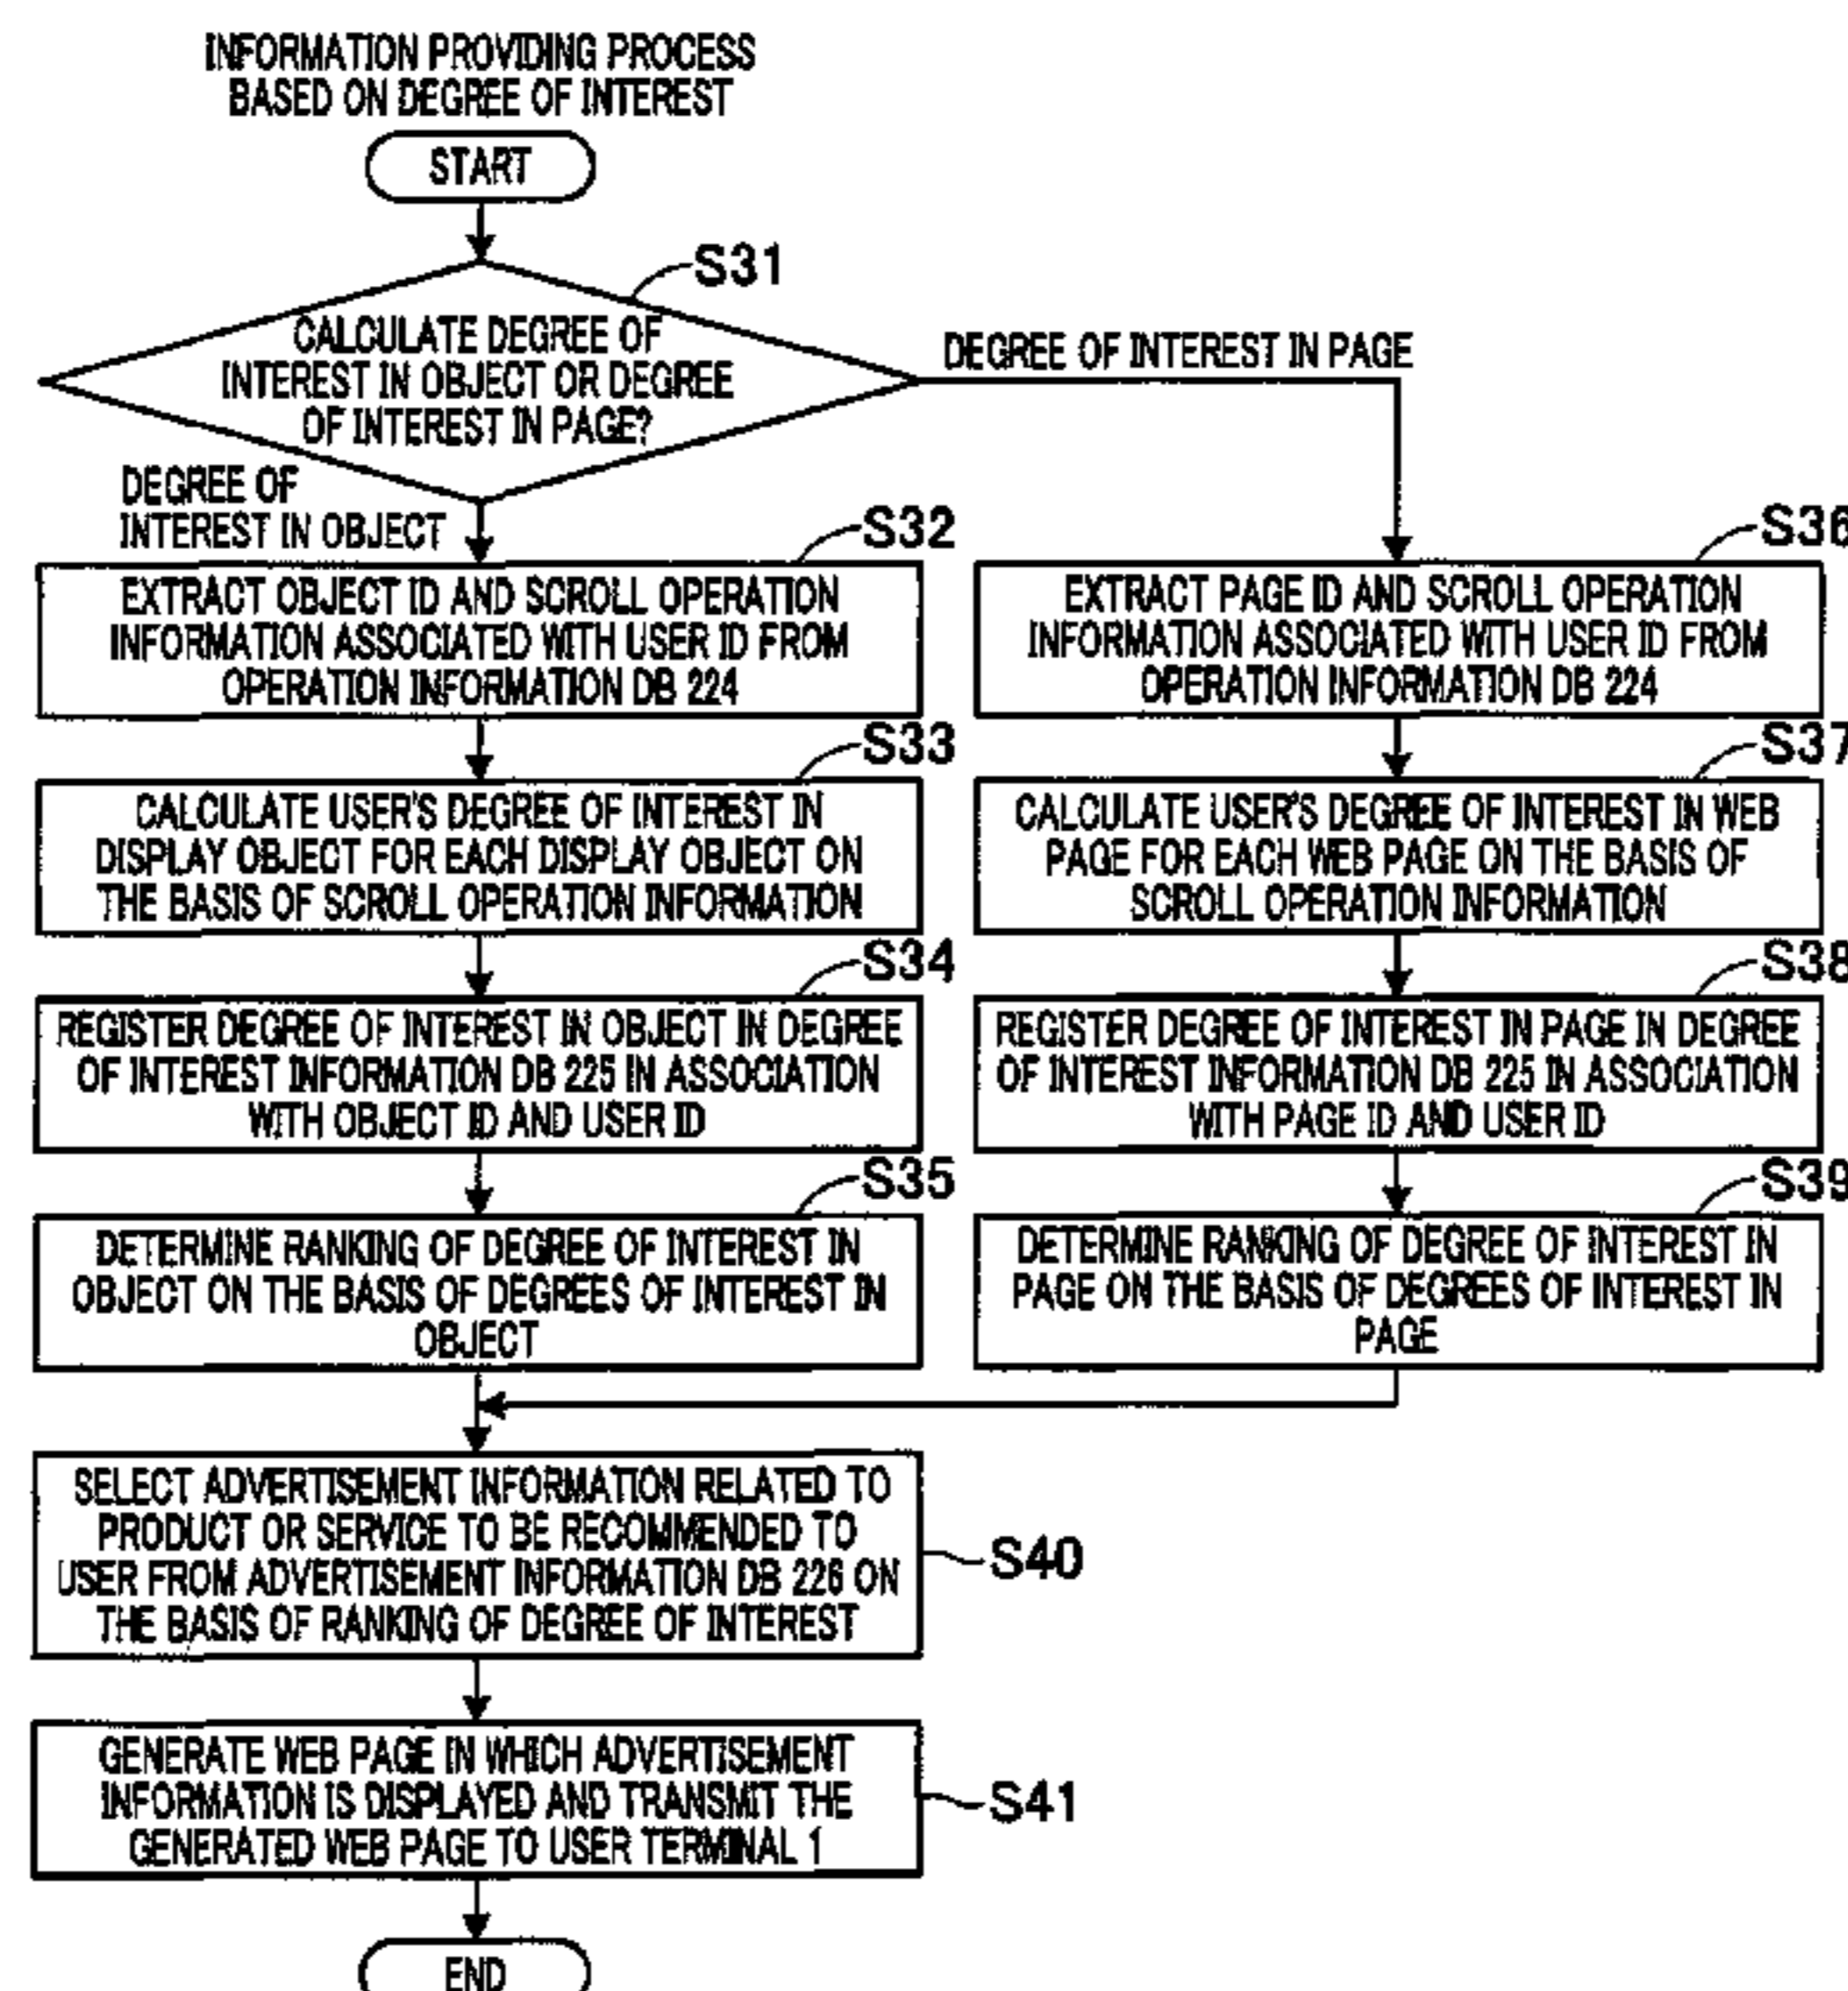 INFORMATION PROVIDING PROCESS
BASED ON DEGREE OF INTEREST
START
S31
CALCULATE DEGREE OF
INTEREST IN OBJECT OR DEGREE
OF INTEREST IN PAGE?
DEGREE OF INTEREST IN PAGE
DEGREE OF
INTEREST IN OBJECT
S32
EXTRACT OBJECT ID AND SCROLL OPERATION
INFORMATION ASSOCIATED WITH USER ID FROM
OPERATION INFORMATION DB 224
S33
CALCULATE USER'S DEGREE OF INTEREST IN
DISPLAY OBJECT FOR EACH DISPLAY OBJECT ON
THE BASIS OF SCROLL OPERATION INFORMATION
S34
REGISTER DEGREE OF INTEREST IN OBJECT IN DEGREE
OF INTEREST INFORMATION DB 225 IN ASSOCIATION
WITH OBJECT ID AND USER ID
S35
DETERMINE RANKING OF DEGREE OF INTEREST IN
OBJECT ON THE BASIS OF DEGREES OF INTEREST IN
OBJECT
S36
EXTRACT PAGE ID AND SCROLL OPERATION
INFORMATION ASSOCIATED WITH USER ID FROM
OPERATION INFORMATION DB 224
S37
CALCULATE USER'S DEGREE OF INTEREST IN WEB
PAGE FOR EACH WEB PAGE ON THE BASIS OF
SCROLL OPERATION INFORMATION
S38
REGISTER DEGREE OF INTEREST IN PAGE IN DEGREE
OF INTEREST INFORMATION DB 225 IN ASSOCIATION
WITH PAGE ID AND USER ID
S39
DETERMINE RANKING OF DEGREE OF INTEREST IN
PAGE ON THE BASIS OF DEGREES OF INTEREST IN
PAGE
SELECT ADVERTISEMENT INFORMATION RELATED TO
PRODUCT OR SERVICE TO BE RECOMMENDED TO
USER FROM ADVERTISEMENT INFORMATION DB 226 ON
THE BASIS OF RANKING OF DEGREE OF INTEREST
S40
GENERATE WEB PAGE IN WHICH ADVERTISEMENT
INFORMATION IS DISPLAYED AND TRANSMIT THE
GENERATED WEB PAGE TO USER TERMINAL 1
S41
END